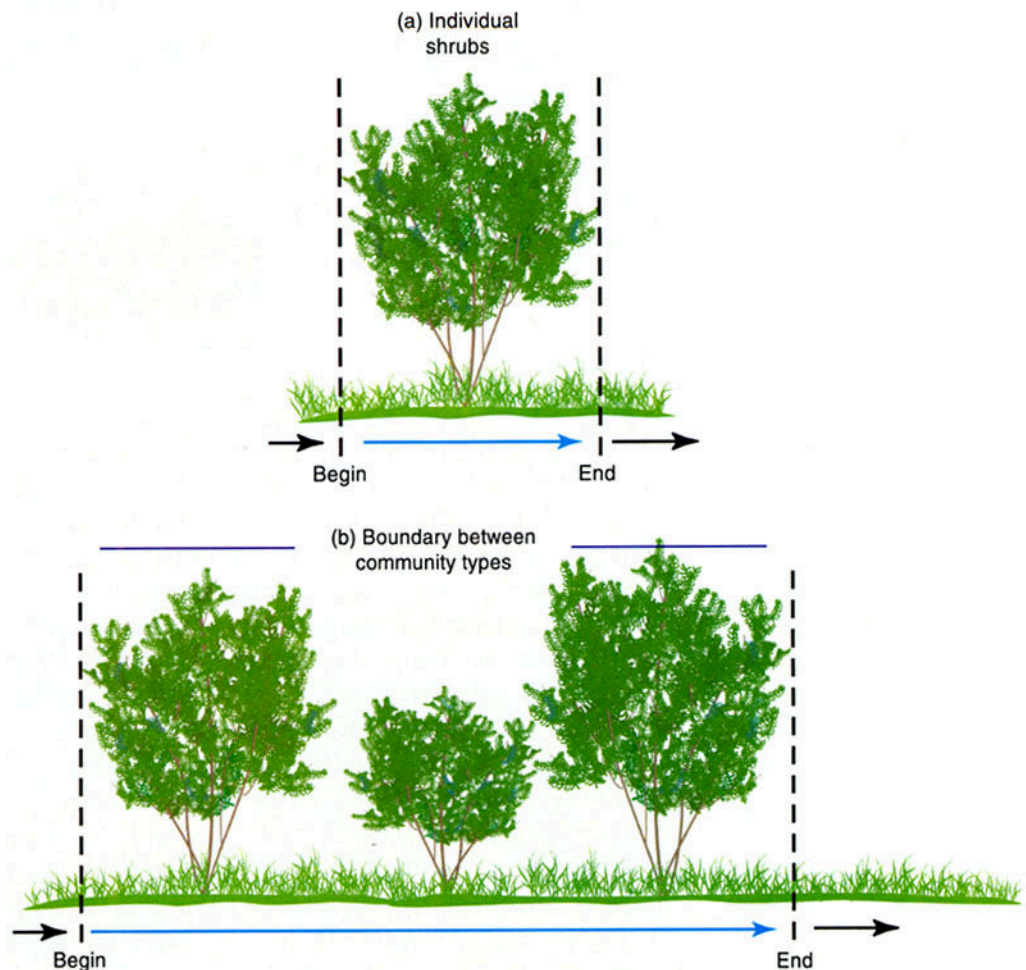 (a) Individual
shrubs
Begin
End
(b) Boundary between
community types
Begin
End